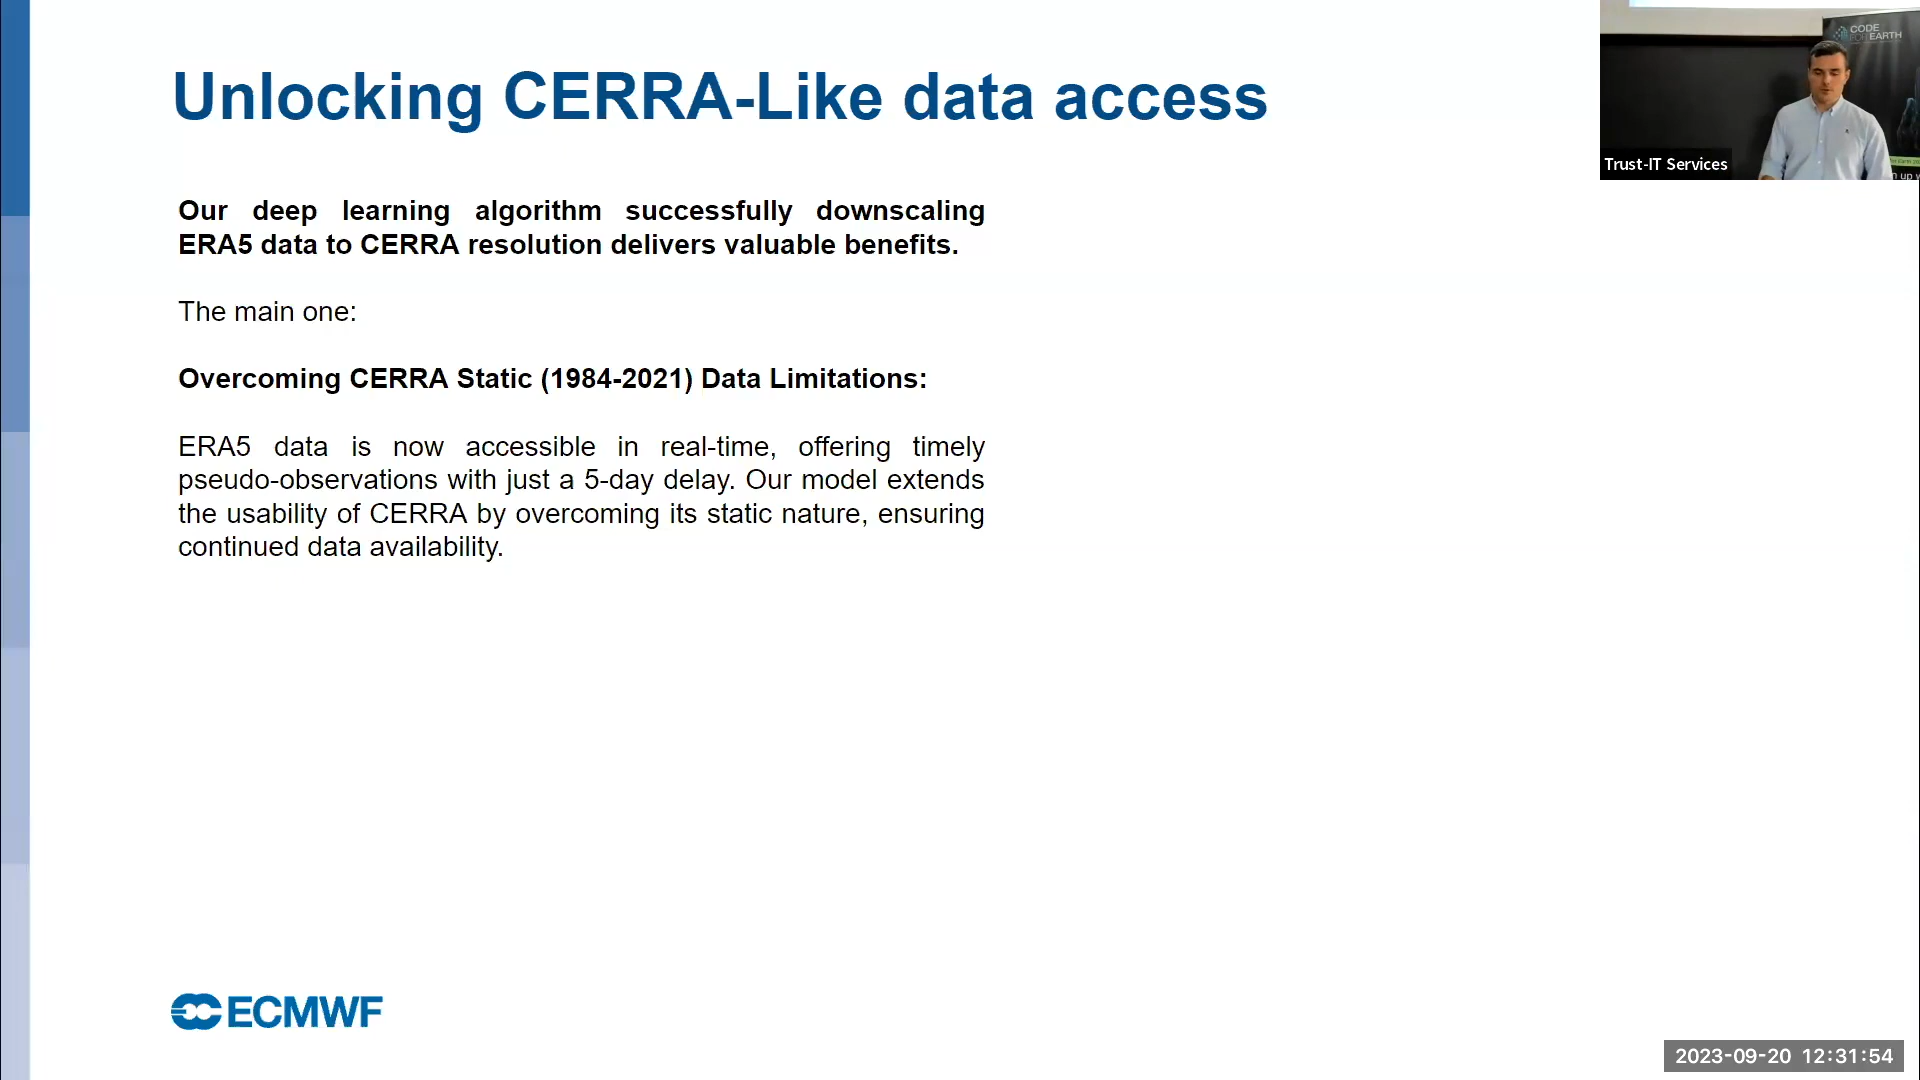 Unlocking CERRA-Like data access
Our deep learning algorithm successfully downscaling
ERA5 data to CERRA resolution delivers valuable benefits.
The main one:
Overcoming CERRA Static (1984-2021) Data Limitations:
ERA5 data is now accessible in real-time, offering timely
pseudo-observations with just a 5-day delay. Our model extends
the usability of CERRA by overcoming its static nature, ensuring
continued data availability.
ECMWF
CODE
FOR EARTH
Trust-IT Services
2023-09-20 12:31:54